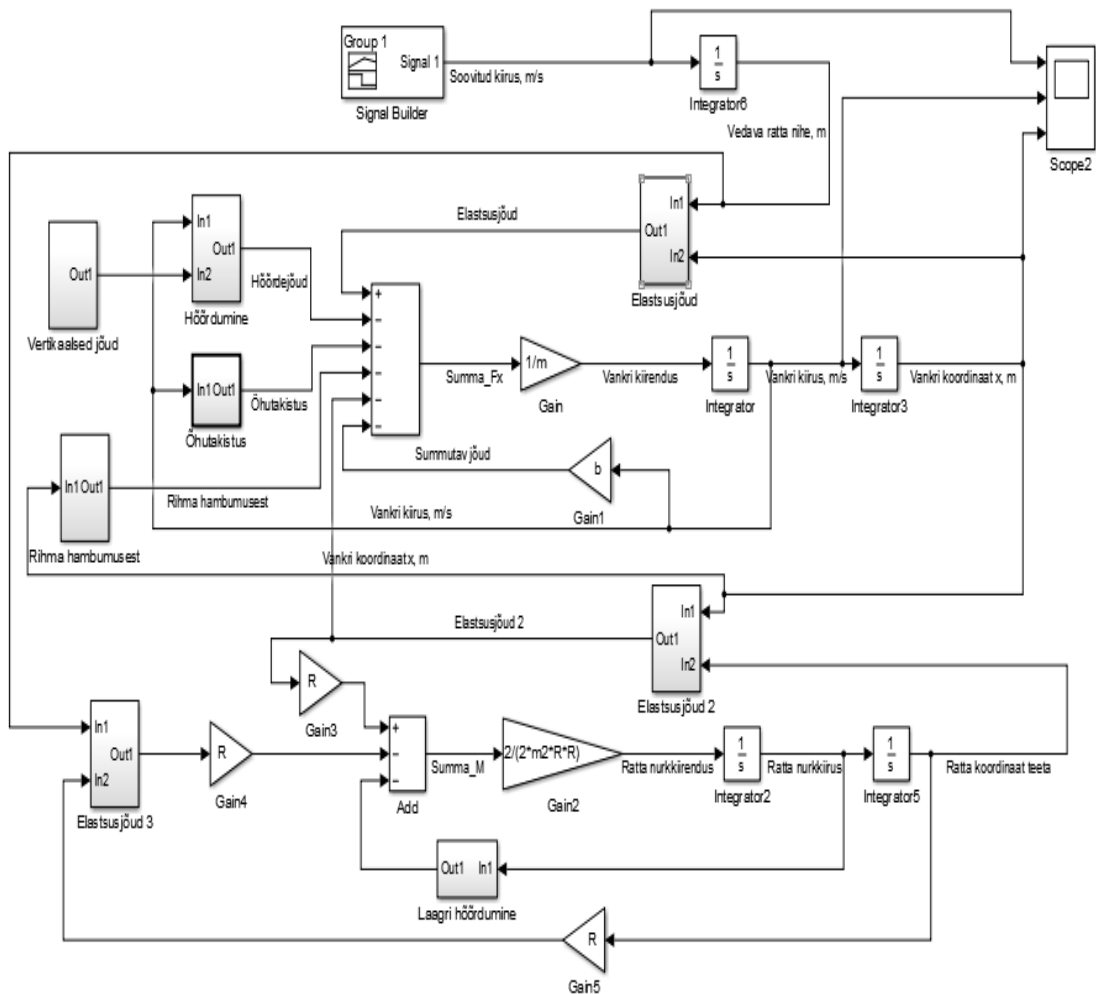 Group 1
Signal 1
Signal Builder
Soovitud kiirus, m/s
1
s
Integrator6
Vedava ratta nihe, m
Scope2
In1
Out1
In2
Elastsusjõud
Elastsusjõud
In1
Out1
In2
Hõõrdumine
Hõõrdejõud
Out1
Vertikaalsed jõud
In1 Out1
Õhutakistus
Õhutakistus
In1 Out1
Rihma hambumusest
Rihma hambumusest
+
−
−
−
−
−
Summa_Fx
1/m
Gain
Vankri kiirendus
1
s
Integrator
Vankri kiirus, m/s
1
s
Integrator3
Vankri koordinaat x, m
Summutav jõud
b
Gain1
Vankri kiirus, m/s
Vankri koordinaat x, m
In1
Out1
In2
Elastsusjõud 2
Elastsusjõud 2
R
Gain3
In1
Out1
In2
Elastsusjõud 3
R
Gain4
+
−
−
Add
Summa_M
2/(2*m2*R*R)
Gain2
Ratta nurkkiirendus
1
s
Integrator2
Ratta nurkkiirus
1
s
Integrator5
Ratta koordinaat teeta
Out1 In1
Laagri hõõrdumine
R
Gain5